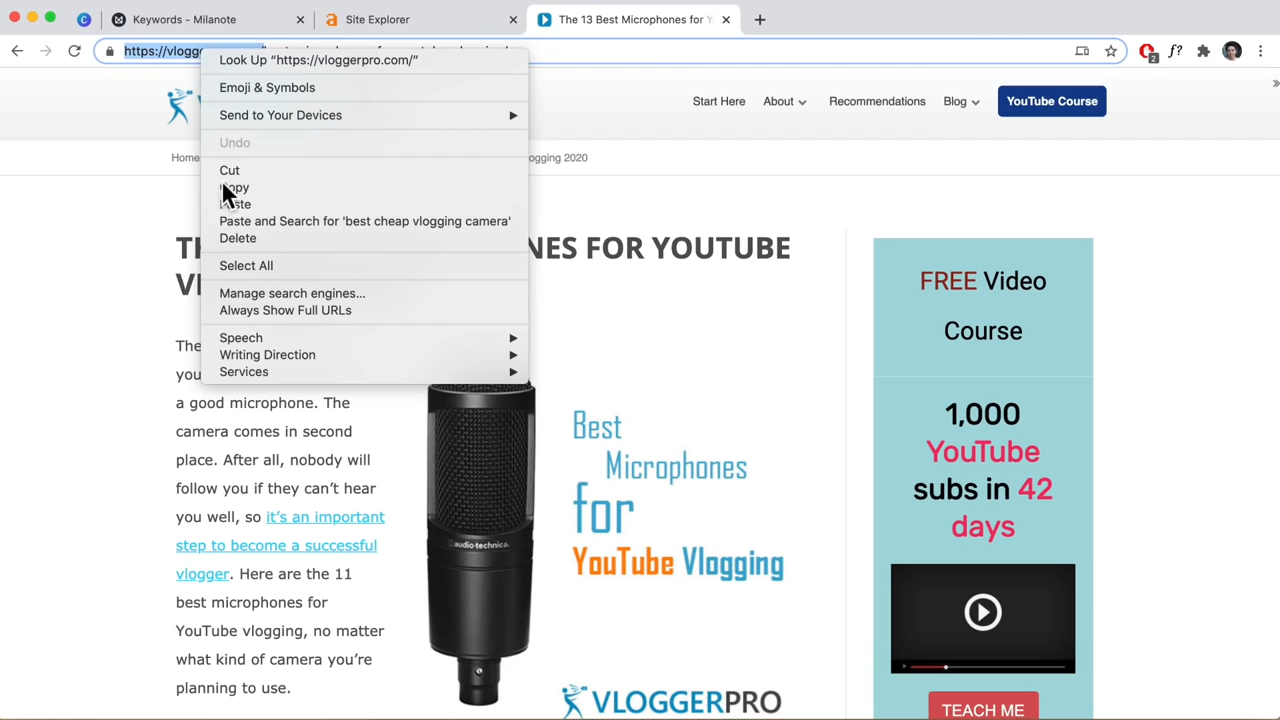 Keywords - Milanote
Site Explorer
The 13 Best Microphones for Y
https://vlogg
2
f?
Look Up “https://vloggerpro.com/”
Emoji & Symbols
Send to Your Devices
Undo
Cut
Copy
Paste
Paste and Search for 'best cheap vlogging camera'
Delete
Select All
Manage search engines...
Always Show Full URLs
Speech
Writing Direction
Services
Start Here
About
Recommendations
Blog
YouTube Course
Home
ogging 2020
NES FOR YOUTUBE
The
you
a good microphone. The
camera comes in second
place. After all, nobody will
follow you if they can’t hear
you well, so it’s an important
step to become a successful
vlogger. Here are the 11
best microphones for
YouTube vlogging, no matter
what kind of camera you’re
planning to use.
audio-technica.
Best
Microphones
for
YouTube Vlogging
VLOGGERPRO
FREE Video
Course
1,000
YouTube
subs in 42
days
TEACH ME